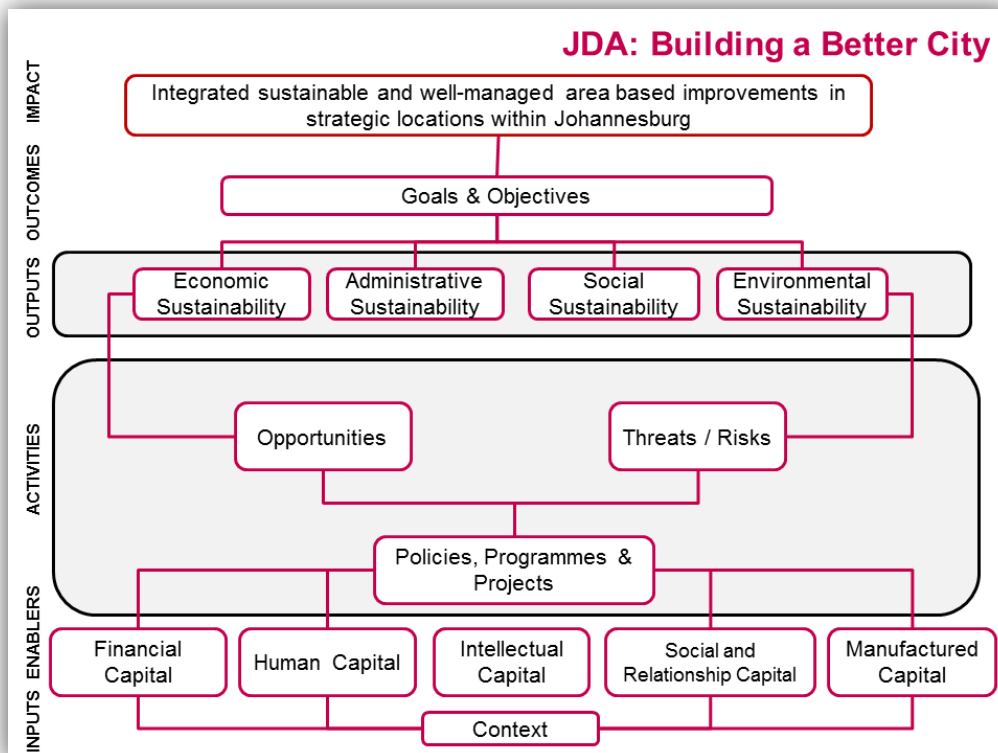 JDA: Building a Better City
IMPACT
Integrated sustainable and well-managed area based improvements in
strategic locations within Johannesburg
OUTCOMES
Goals & Objectives
OUTPUTS
Economic
Sustainability
Administrative
Sustainability
Social
Sustainability
Environmental
Sustainability
ACTIVITIES
Opportunities
Threats / Risks
Policies, Programmes &
Projects
ENABLERS
Financial
Capital
Human Capital
Intellectual
Capital
Social and
Relationship Capital
Manufactured
Capital
INPUTS
Context